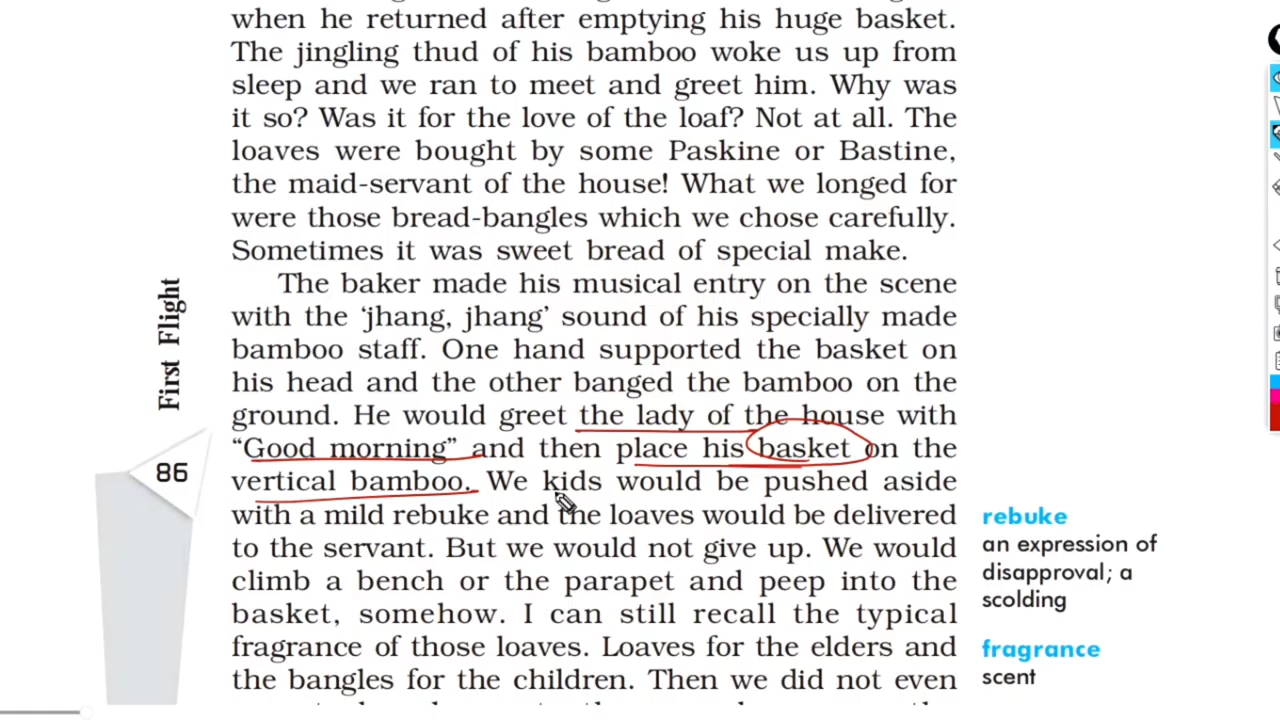 when he returned after emptying his huge basket.
The jingling thud of his bamboo woke us up from
sleep and we ran to meet and greet him. Why was
it so? Was it for the love of the loaf? Not at all. The
loaves were bought by some Paskine or Bastine,
the maid-servant of the house! What we longed for
were those bread-bangles which we chose carefully.
Sometimes it was sweet bread of special make.
The baker made his musical entry on the scene
with the ‘jhang, jhang’ sound of his specially made
bamboo staff. One hand supported the basket on
his head and the other banged the bamboo on the
ground. He would greet the lady of the house with
“Good morning” and then place his basket on the
vertical bamboo. We kids would be pushed aside
with a mild rebuke and the loaves would be delivered
to the servant. But we would not give up. We would
climb a bench or the parapet and peep into the
basket, somehow. I can still recall the typical
fragrance of those loaves. Loaves for the elders and
the bangles for the children. Then we did not even
First Flight
86
rebuke
an expression of
disapproval; a
scolding
fragrance
scent